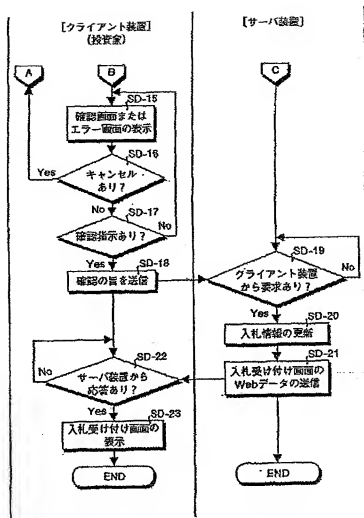 [クライアント装置]
(投資家)
[サーバ装置]
A
B
C
SD-15
確認画面または
エラー画面の表示
SD-16
キャンセル
あり?
Yes
No
SD-17
確認指示あり?
No
Yes
SD-18
確認の旨を送信
SD-19
クライアント装置
から要求あり?
No
Yes
SD-20
入札情報の更新
SD-21
入札受け付け画面の
Webデータの送信
SD-22
サーバ装置から
応答あり?
No
Yes
SD-23
入札受け付け画面の
表示
END
END